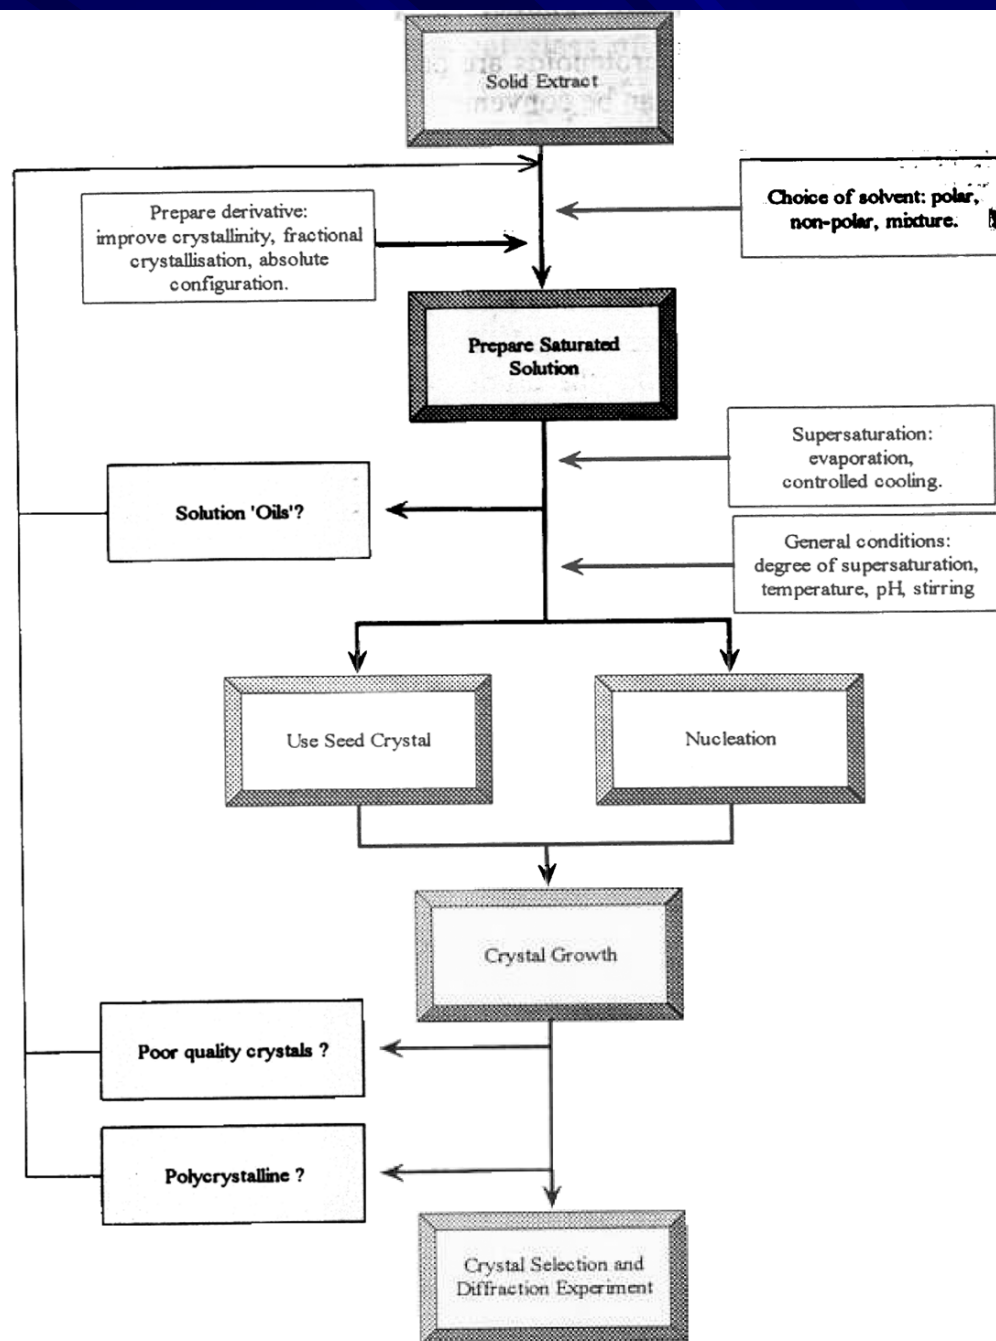 Solid Extract
Choice of solvent: polar,
non-polar, mixture.
Prepare derivative:
improve crystallinity, fractional
crystallisation, absolute
configuration.
Prepare Saturated
Solution
Supersaturation:
evaporation,
controlled cooling.
Solution 'Oils'?
General conditions:
degree of supersaturation,
temperature, pH, stirring
Use Seed Crystal
Nucleation
Crystal Growth
Poor quality crystals ?
Polycrystalline ?
Crystal Selection and
Diffraction Experiment